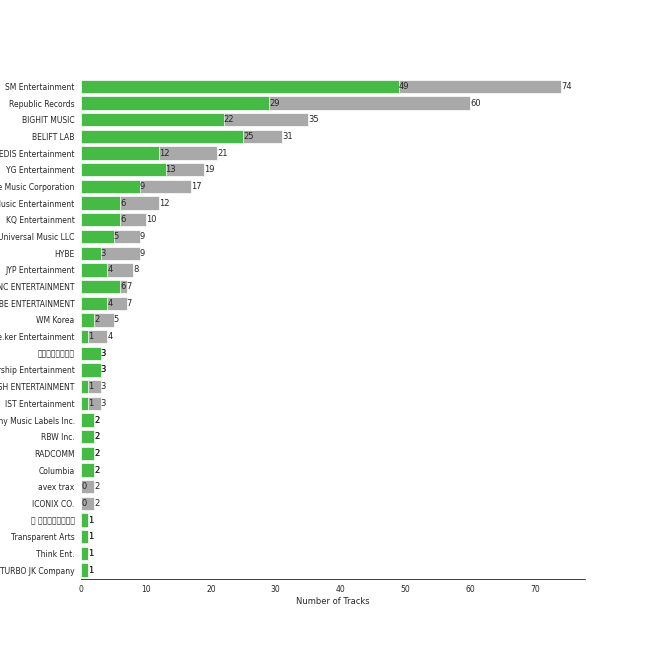 SM Entertainment 49 74
Republic Records 29 60
BIGHIT MUSIC 22 35
BELIFT LAB 25 31
EDIS Entertainment 12 21
YG Entertainment 13 19
e Music Corporation 9 17
usic Entertainment 6 12
KQ Entertainment 6 10
Universal Music LLC 5 9
HYBE 3 9
JYP Entertainment 4 8
NC ENTERTAINMENT 6 7
BE ENTERTAINMENT 4 7
WM Korea 2 5
e.ker Entertainment 1 4
3
rship Entertainment 3
SH ENTERTAINMENT 1 3
IST Entertainment 1 3
ny Music Labels Inc. 2
RBW Inc. 2
RADCOMM 2
Columbia 2
avex trax 0 2
ICONIX CO. 0 2
1
Transparent Arts 1
Think Ent. 1
TURBO JK Company 1
0 10 20 30 40 50 60 70
Number of Tracks